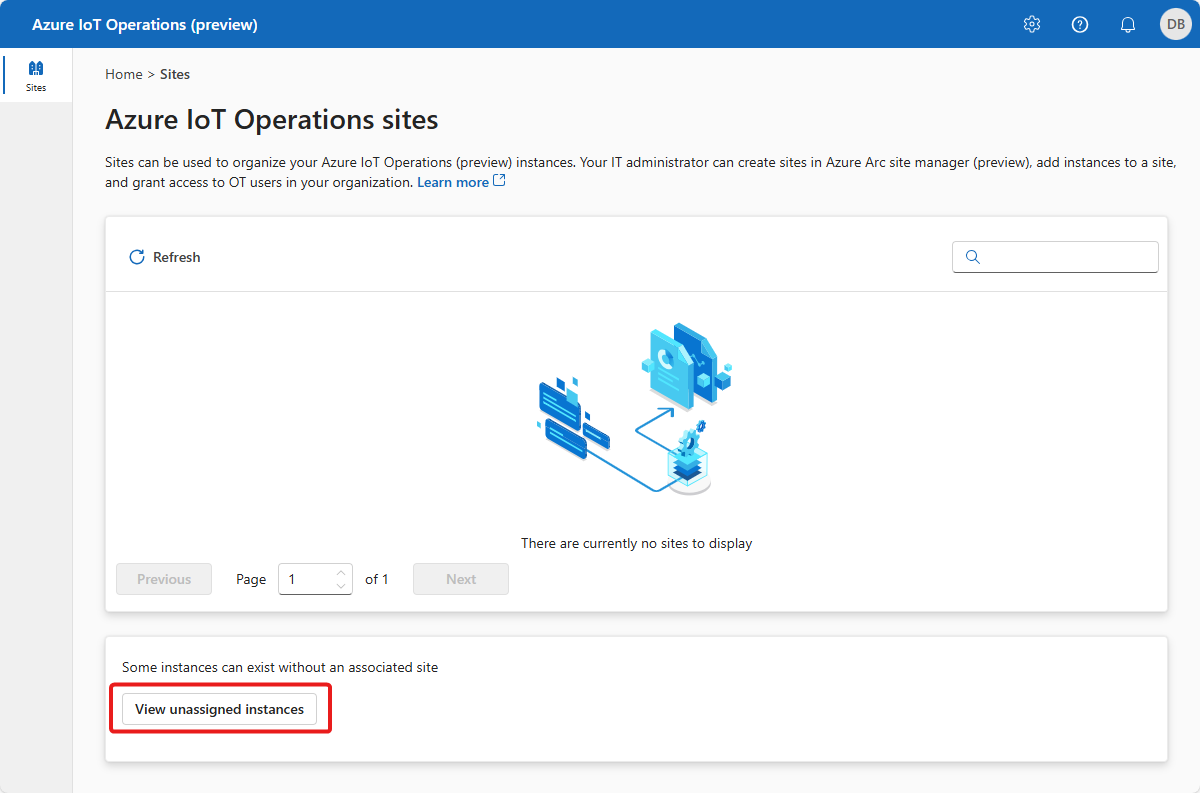 Azure IoT Operations (preview)
DB
Sites
Home > Sites
Azure IoT Operations sites
Sites can be used to organize your Azure IoT Operations (preview) instances. Your IT administrator can create sites in Azure Arc site manager (preview), add instances to a site,
and grant access to OT users in your organization. Learn more
Refresh
There are currently no sites to display
Previous Page 1 of 1 Next
Some instances can exist without an associated site
View unassigned instances